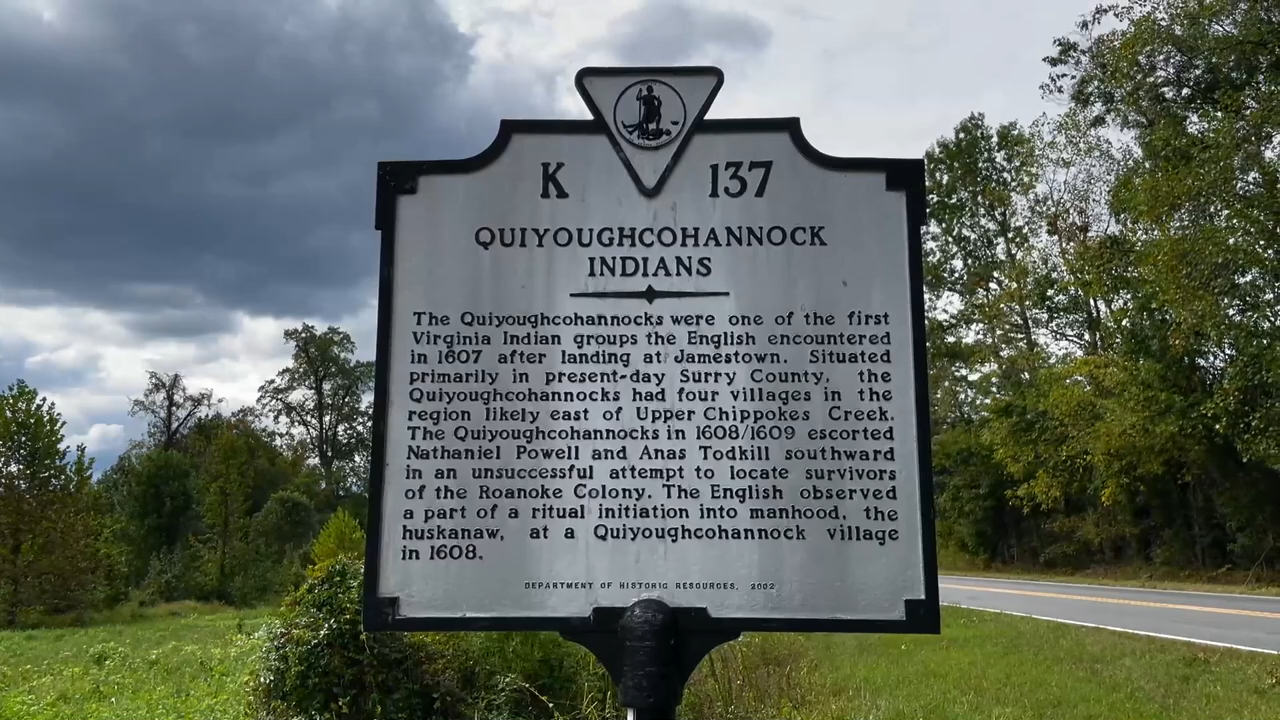 K 137
QUIYOUGHCOHANNOCK
INDIANS
The Quiyoughcohannocks were one of the first
Virginia Indian groups the English encountered
in 1607 after landing at Jamestown. Situated
primarily in present-day Surry County, the
Quiyoughcohannocks had four villages in the
region likely east of Upper Chippokes Creek.
The Quiyoughcohannocks in 1608/1609 escorted
Nathaniel Powell and Anas Todkill southward
in an unsuccessful attempt to locate survivors
of the Roanoke Colony. The English observed
a part of a ritual initiation into manhood, the
huskanaw, at a Quiyoughcohannock village
in 1608.
DEPARTMENT OF HISTORIC RESOURCES, 2002